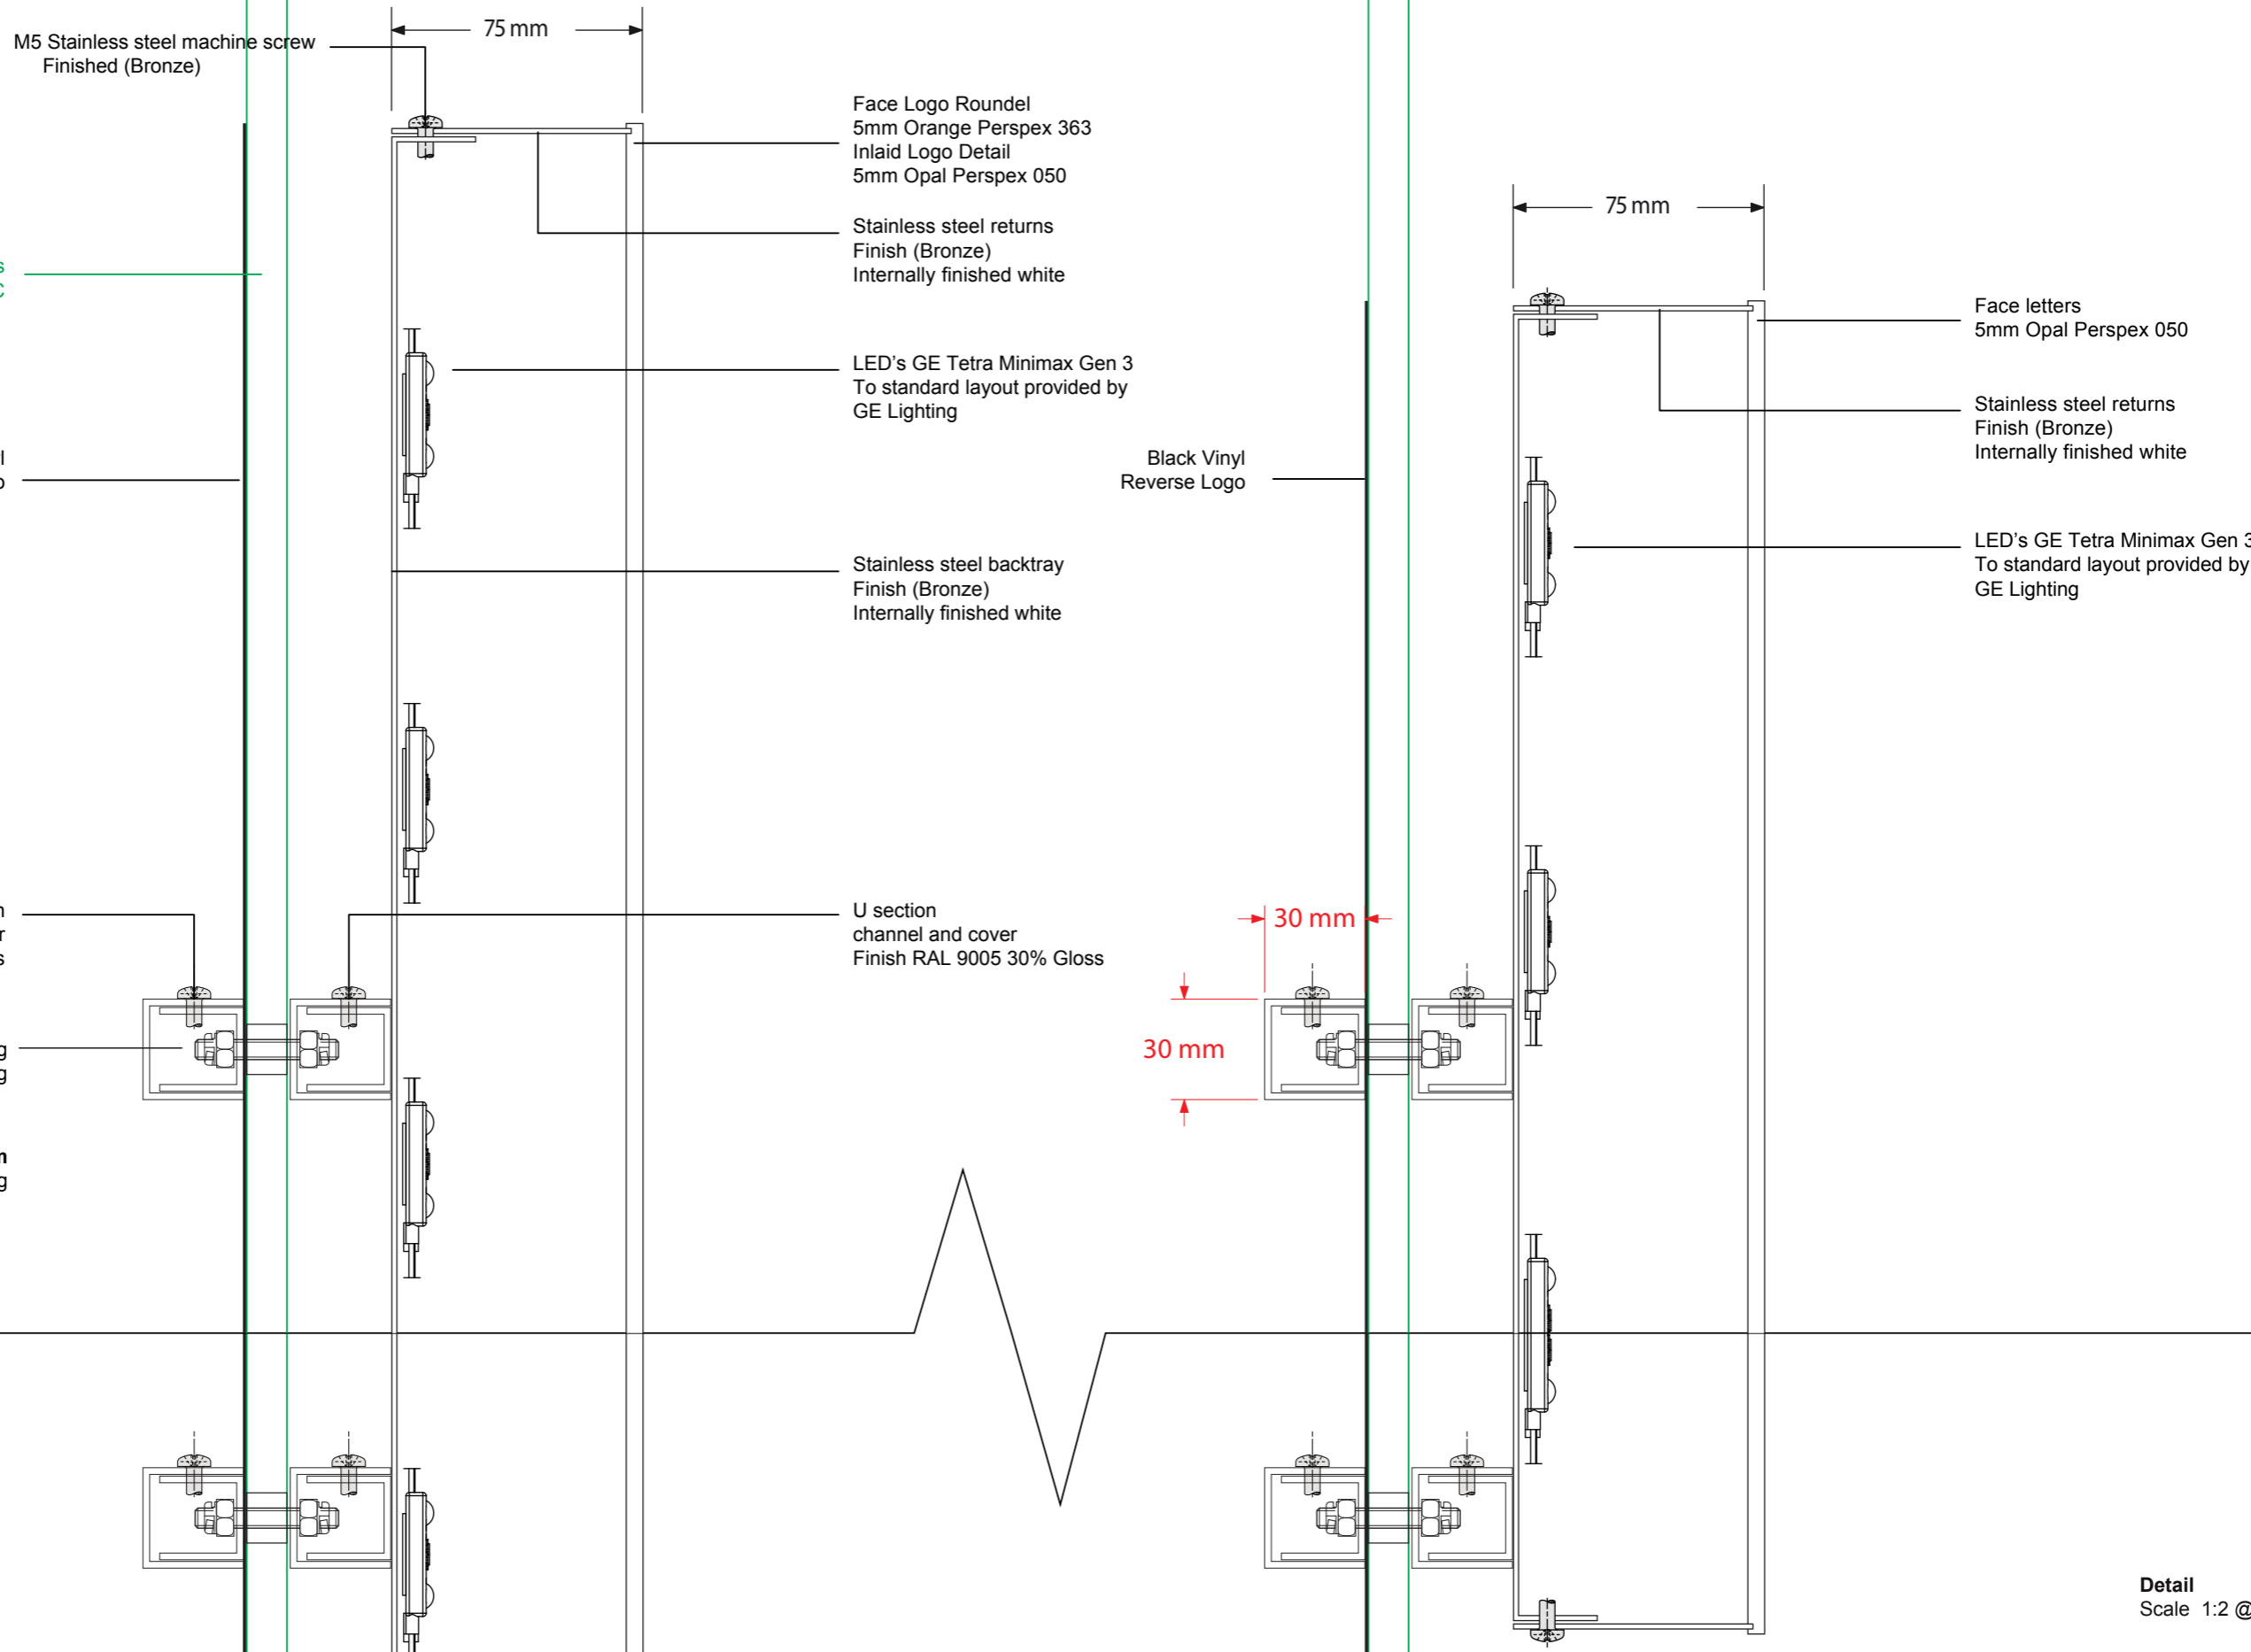 M5 Stainless steel machine screw
Finished (Bronze)
75 mm
Face Logo Roundel
5mm Orange Perspex 363
Inlaid Logo Detail
5mm Opal Perspex 050
Stainless steel returns
Finish (Bronze)
Internally finished white
LED's GE Tetra Minimax Gen 3
To standard layout provided by
GE Lighting
Stainless steel backtray
Finish (Bronze)
Internally finished white
U section
channel and cover
Finish RAL 9005 30% Gloss
75 mm
Face letters
5mm Opal Perspex 050
Stainless steel returns
Finish (Bronze)
Internally finished white
Black Vinyl
Reverse Logo
LED's GE Tetra Minimax Gen 3
To standard layout provided by
GE Lighting
30 mm
30 mm
Detail
Scale 1:2 @